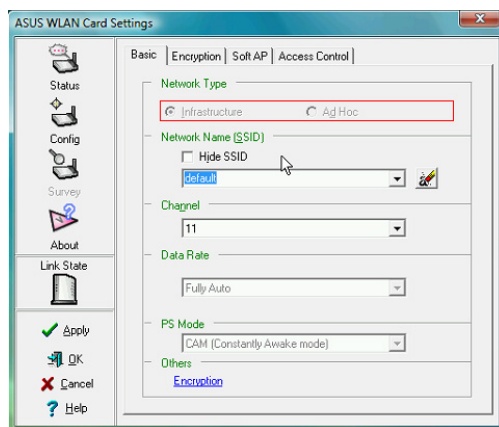 ASUS WLAN Card Settings
Status
Config
Survey
About
Link State
Apply
OK
Cancel
Help
Basic
Encryption
Soft AP
Access Control
Network Type
Infrastructure
Ad Hoc
Network Name (SSID)
Hide SSID
default
Channel
11
Data Rate
Fully Auto
PS Mode
CAM (Constantly Awake mode)
Others
Encryption